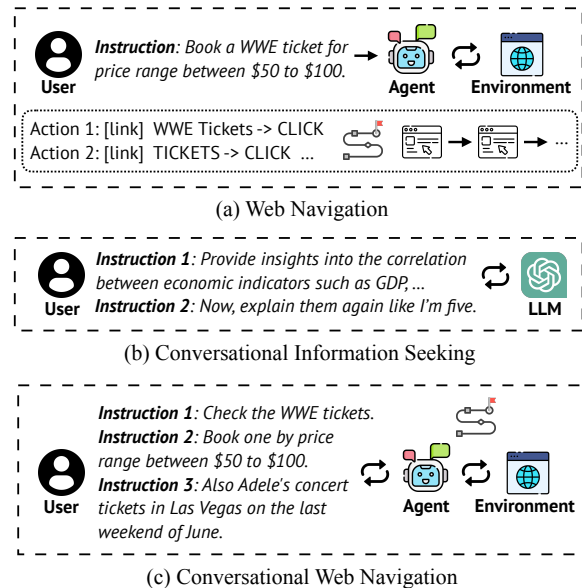 Instruction: Book a WWE ticket for
price range between $50 to $100.
User
Agent
Environment
Action 1: [link] WWE Tickets -> CLICK
Action 2: [link] TICKETS -> CLICK ...
...
(a) Web Navigation
Instruction 1: Provide insights into the correlation
between economic indicators such as GDP, ...
Instruction 2: Now, explain them again like I'm five.
User
LLM
(b) Conversational Information Seeking
Instruction 1: Check the WWE tickets.
Instruction 2: Book one by price
range between $50 to $100.
Instruction 3: Also Adele's concert
tickets in Las Vegas on the last
weekend of June.
User
Agent
Environment
(c) Conversational Web Navigation